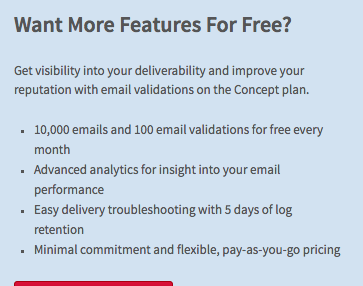 Want More Features For Free?
Get visibility into your deliverability and improve your
reputation with email validations on the Concept plan.
▪ 10,000 emails and 100 email validations for free every
month
▪ Advanced analytics for insight into your email
performance
▪ Easy delivery troubleshooting with 5 days of log
retention
▪ Minimal commitment and flexible, pay-as-you-go pricing